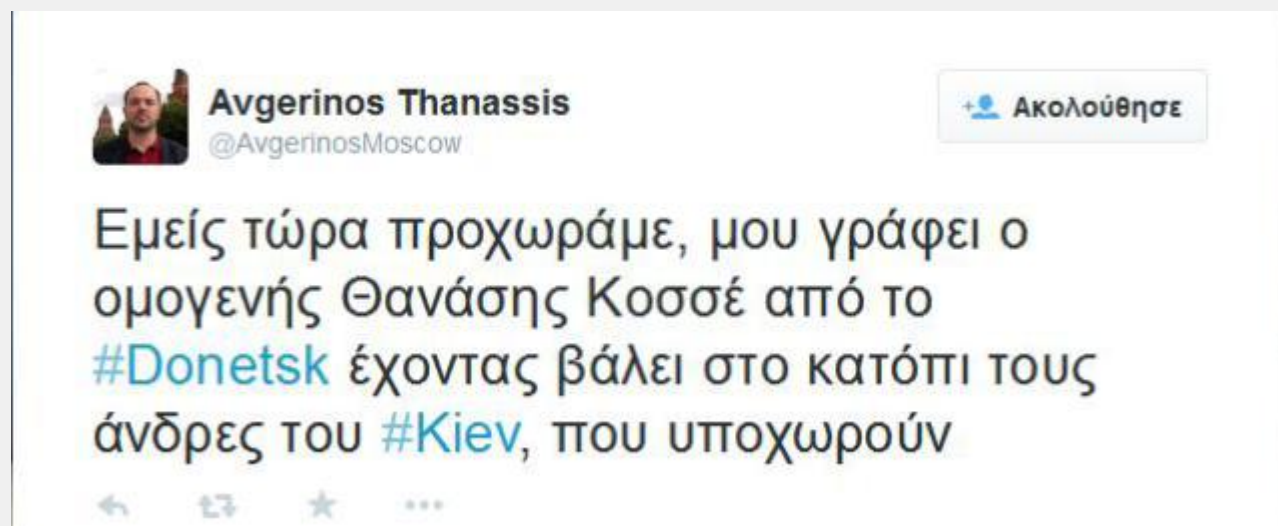 Avgerinos Thanassis
@AvgerinosMoscow
Ακολούθησε
Εμείς τώρα προχωράμε, μου γράφει ο
ομογενής Θανάσης Κοσσέ από το
#Donetsk έχοντας βάλει στο κατόπι τους
άνδρες του #Kiev, που υποχωρούν